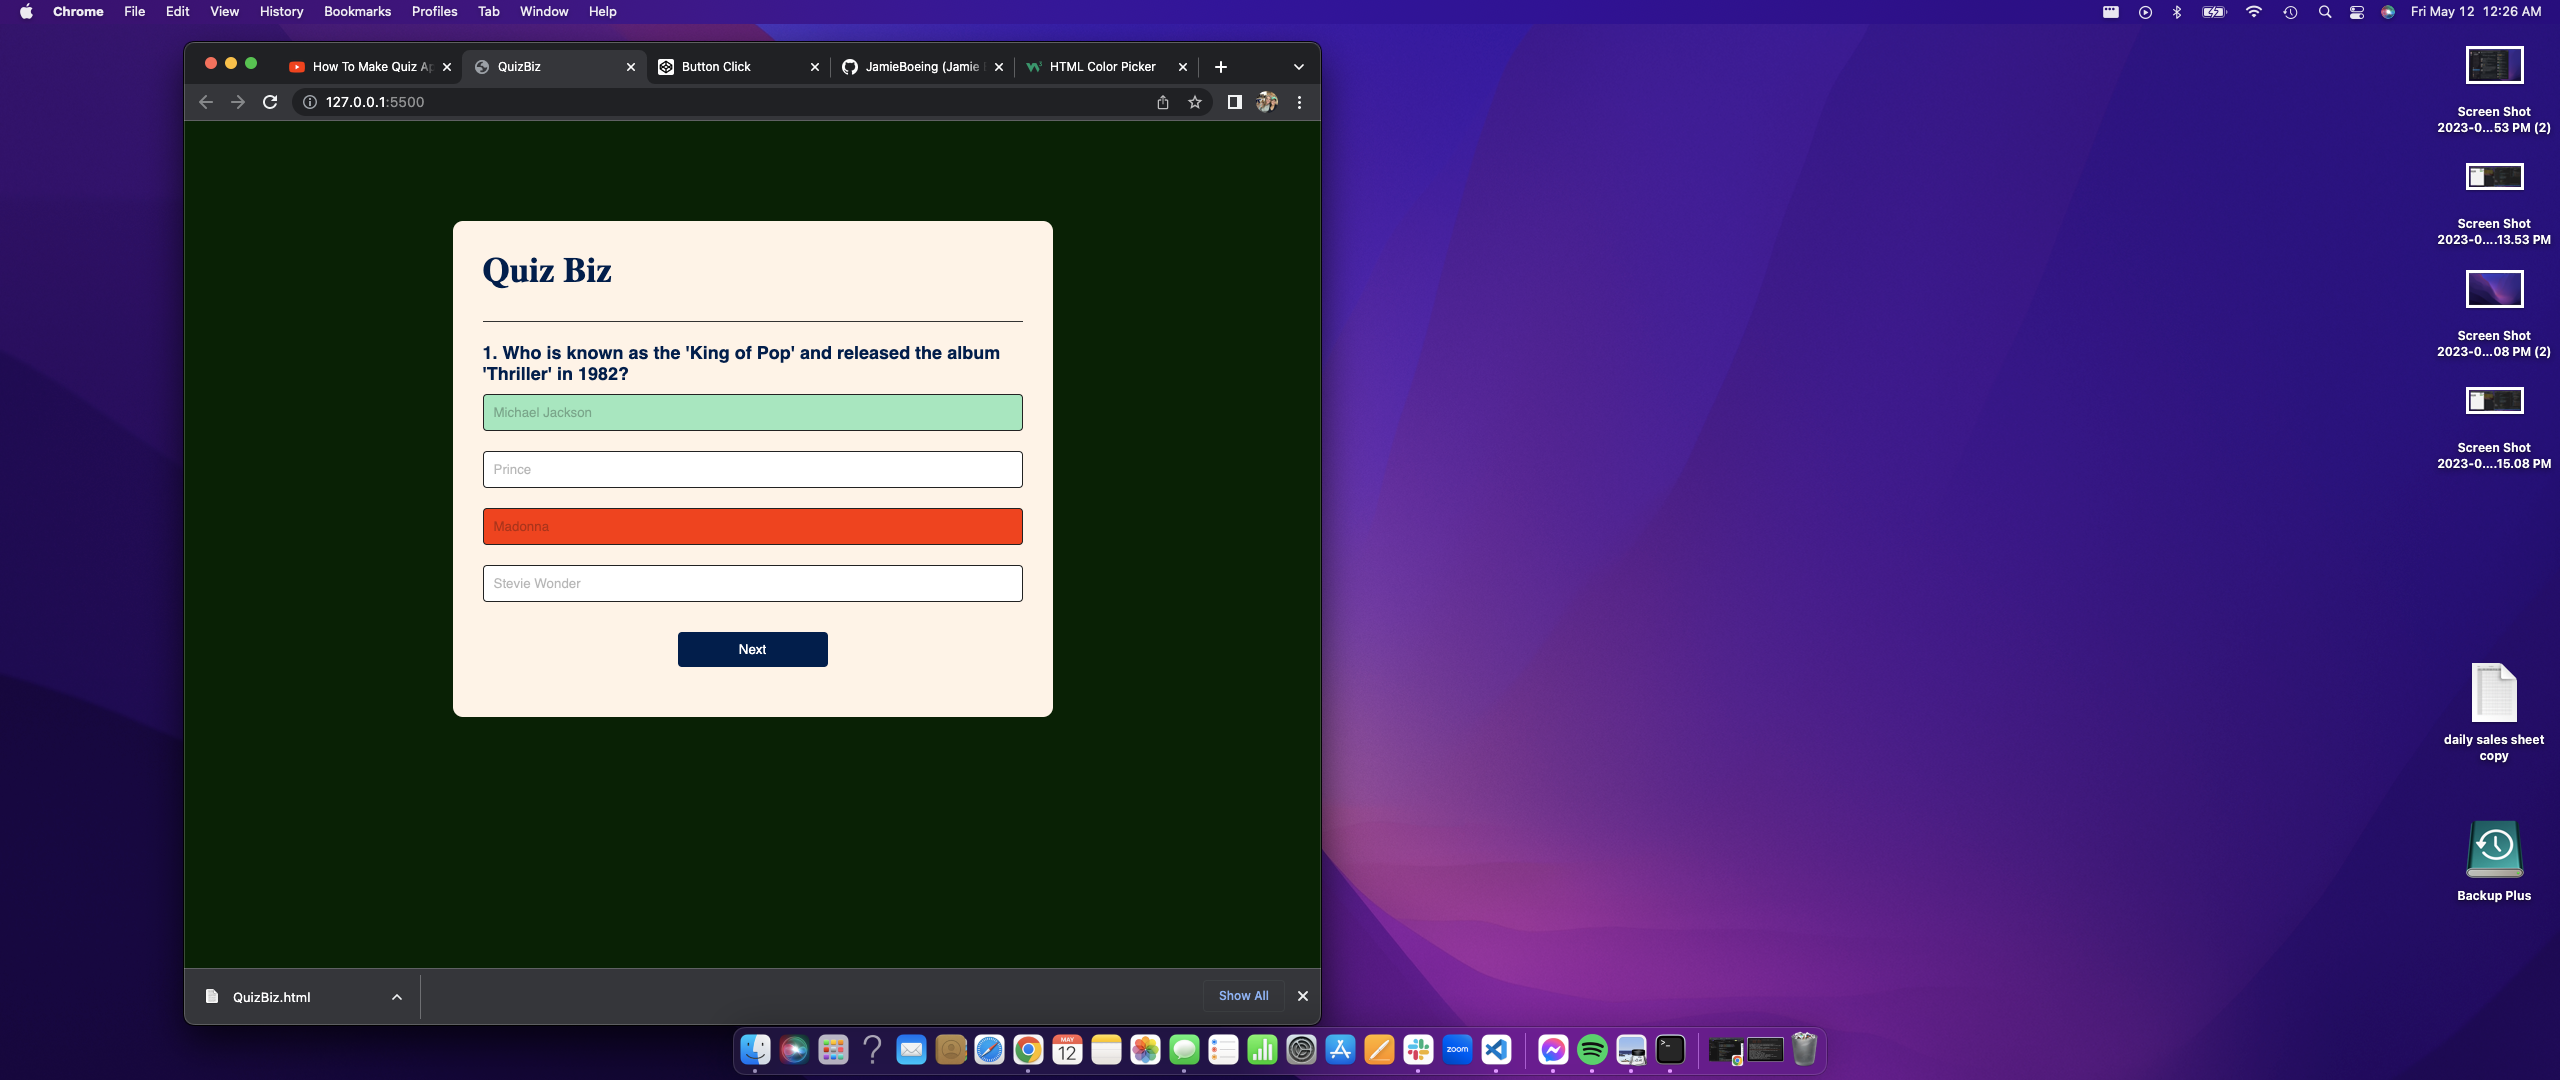 Chrome File Edit View History Bookmarks Profiles Tab Window Help
Fri May 12 12:26 AM
How To Make Quiz Ap
QuizBiz
Button Click
JamieBoeing (Jamie
HTML Color Picker
127.0.0.1:5500
Quiz Biz
1. Who is known as the 'King of Pop' and released the album
'Thriller' in 1982?
Michael Jackson
Prince
Madonna
Stevie Wonder
Next
QuizBiz.html
Show All
Screen Shot
2023-0...53 PM (2)
Screen Shot
2023-0....13.53 PM
Screen Shot
2023-0...08 PM (2)
Screen Shot
2023-0....15.08 PM
daily sales sheet
copy
Backup Plus
MAY
12
zoom